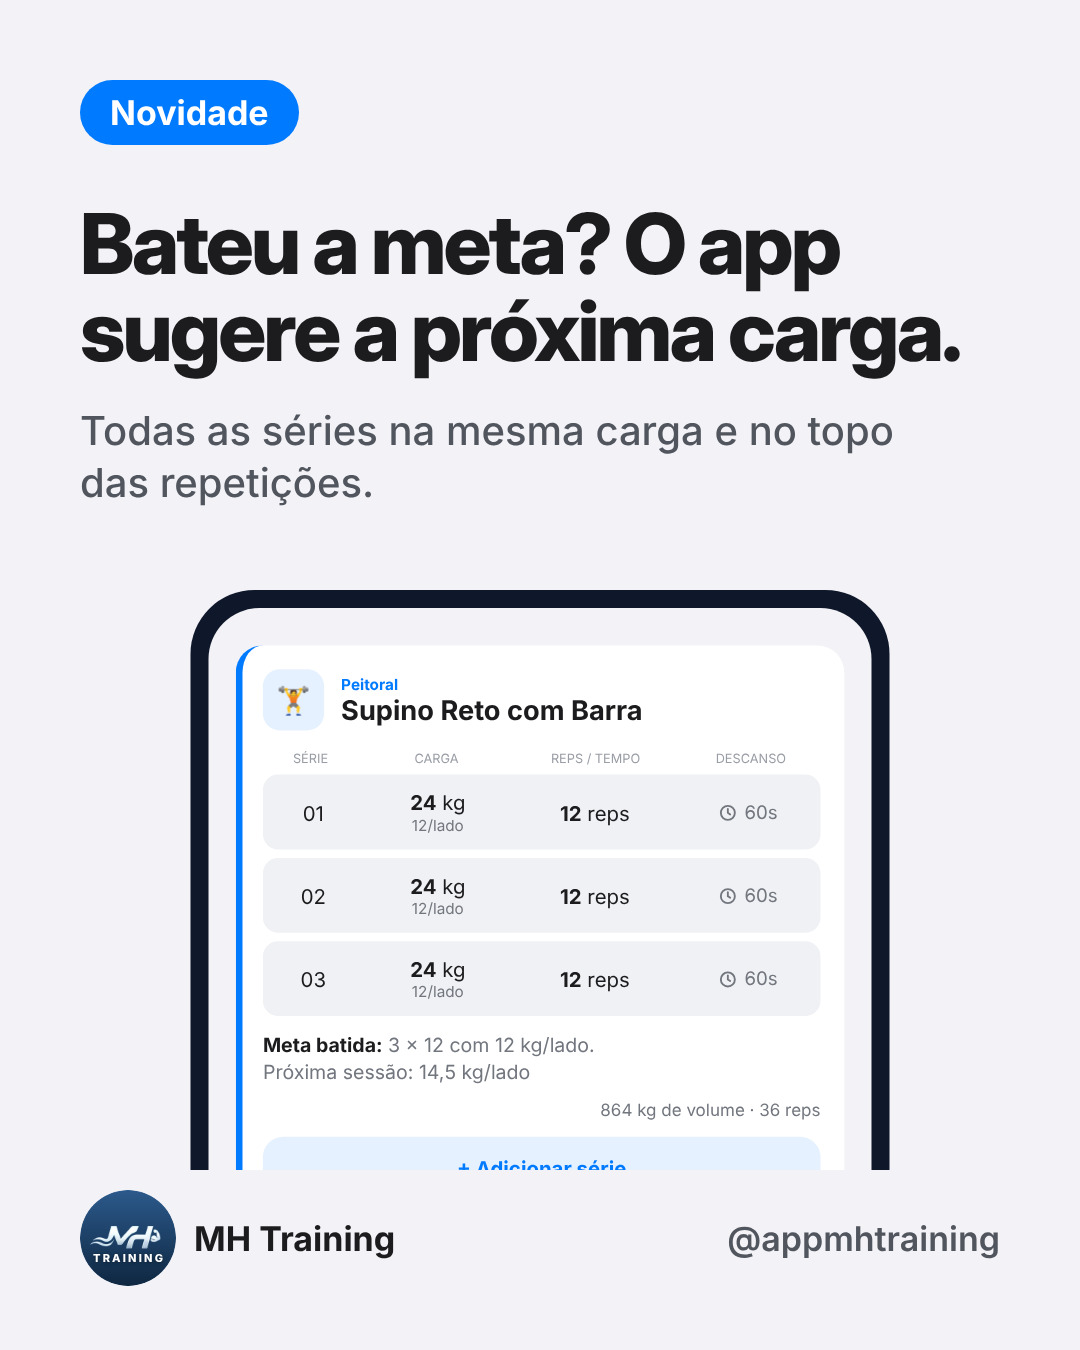 Novidade
Bateu a meta? O app
sugere a próxima carga.
Todas as séries na mesma carga e no topo
das repetições.
Peitoral
Supino Reto com Barra
SÉRIE CARGA REPS / TEMPO DESCANSO
01 24 kg 12 reps 60s
12/lado
02 24 kg 12 reps 60s
12/lado
03 24 kg 12 reps 60s
12/lado
Meta batida: 3 × 12 com 12 kg/lado.
Próxima sessão: 14,5 kg/lado
864 kg de volume · 36 reps
+ Adicionar série
MH
TRAINING
MH Training
@appmhtraining